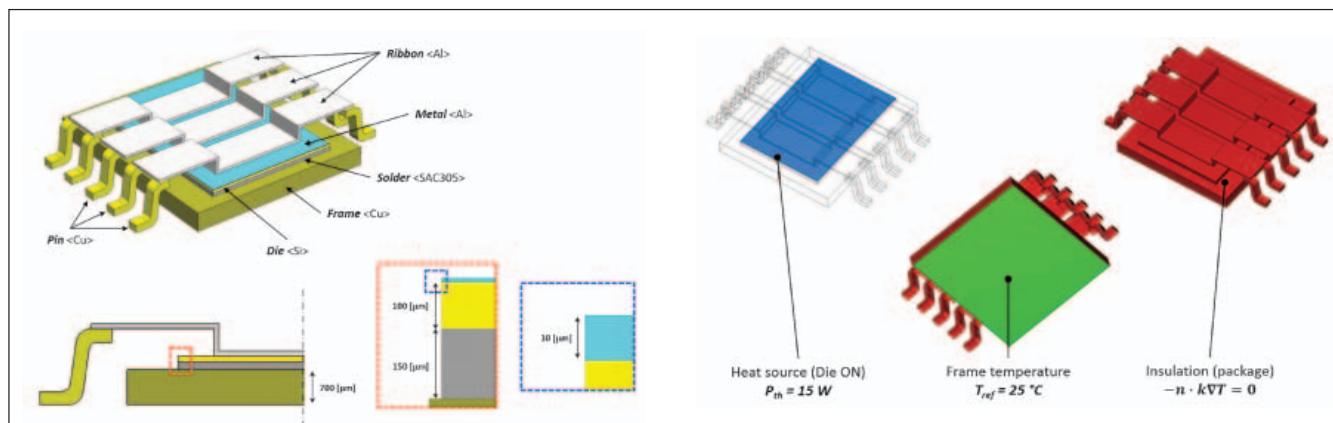 Ribbon <Al>
Metal <Al>
Solder <SAC305>
Frame <Cu>
Pin <Cu>
Die <Si>
100 [μm]
150 [μm]
10 [μm]
700 [μm]
Heat source (Die ON)
P_th = 15 W
Frame temperature
T_ref = 25 °C
Insulation (package)
−n · k∇T = 0